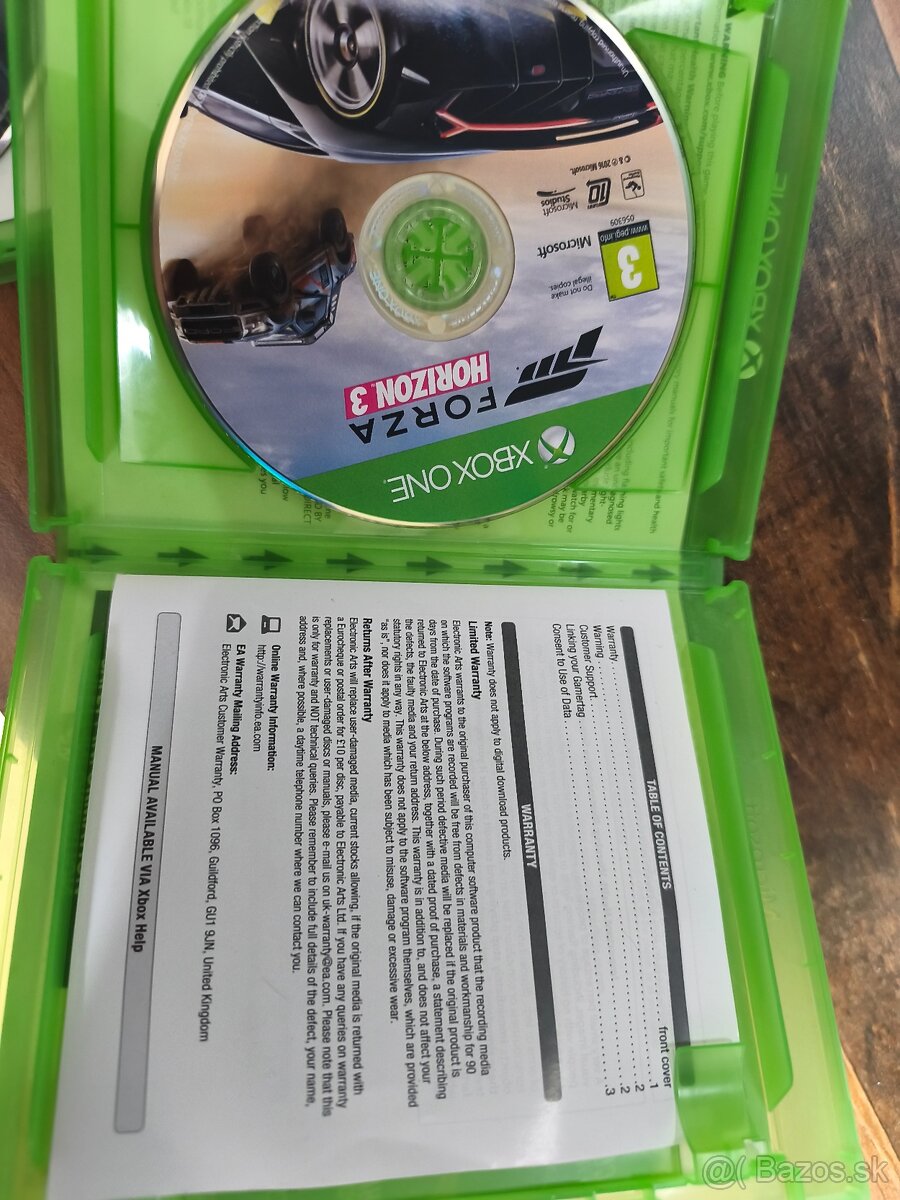 XBOX ONE
FORZA
HORIZON 3
Do not make
illegal copies.
3
www.pegi.info
056309
Microsoft
Microsoft
Studios
© & ℗ 2016 Microsoft.
XBOX ONE
TABLE OF CONTENTS
Warranty front cover
Warning 1
Customer support 2
Linking your Gamertag 2
Consent to Use of Data 3
WARRANTY
Note: Warranty does not apply to digital download products.
Limited Warranty
Electronic Arts warrants to the original purchaser of this computer software product that the recording media
on which the software programs are recorded will be free from defects in materials and workmanship for 90
days from the date of purchase. During such period defective media will be replaced if the original product is
returned to Electronic Arts at the below address, together with a dated proof of purchase, a statement describing
the defects, the faulty media and your return address. This warranty is in addition to, and does not affect your
statutory rights in any way. This warranty does not apply to the software program themselves, which are provided
"as is", nor does it apply to media which has been subject to misuse, damage or excessive wear.
Returns After Warranty
Electronic Arts will replace user-damaged media, current stocks allowing, if the original media is returned with
a Eurocheque or postal order for £10 per disc, payable to Electronic Arts Ltd. If you have any queries on warranty
replacements or user-damaged discs or manuals, please e-mail us on uk-warranty@ea.com. Please note that this
is only for warranty and NOT technical queries. Please remember to include full details of the defect, your name,
address and, where possible, a daytime telephone number where we can contact you.
Online Warranty Information:
http://warrantyinfo.ea.com
EA Warranty Mailing Address:
Electronic Arts Customer Warranty, PO Box 1096, Guildford, GU1 9JN, United Kingdom
MANUAL AVAILABLE VIA Xbox Help
@( Bazos.sk